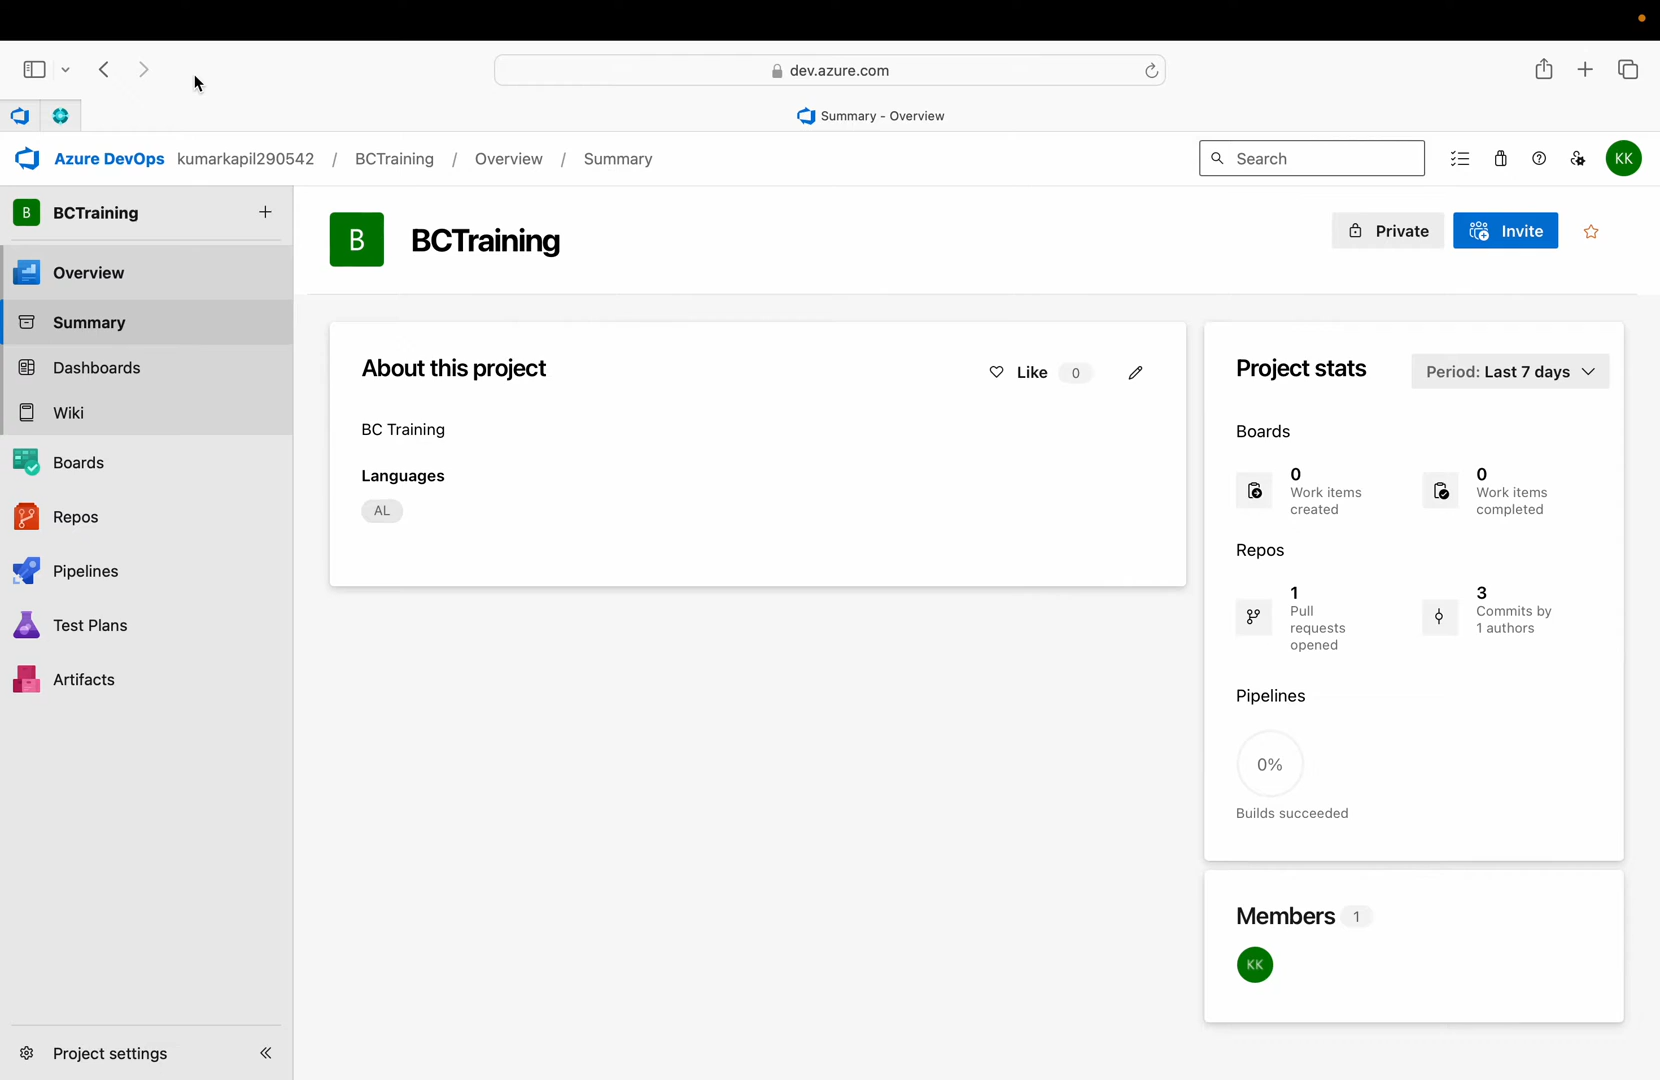 dev.azure.com
Summary - Overview
Azure DevOps kumarkapil290542 / BCTraining / Overview / Summary
Search
KK
B BCTraining +
Overview
Summary
Dashboards
Wiki
Boards
Repos
Pipelines
Test Plans
Artifacts
Project settings
B BCTraining
Private
Invite
About this project
Like 0
BC Training
Languages
AL
Project stats
Period: Last 7 days
Boards
0
Work items
created
0
Work items
completed
Repos
1
Pull
requests
opened
3
Commits by
1 authors
Pipelines
0%
Builds succeeded
Members 1
KK